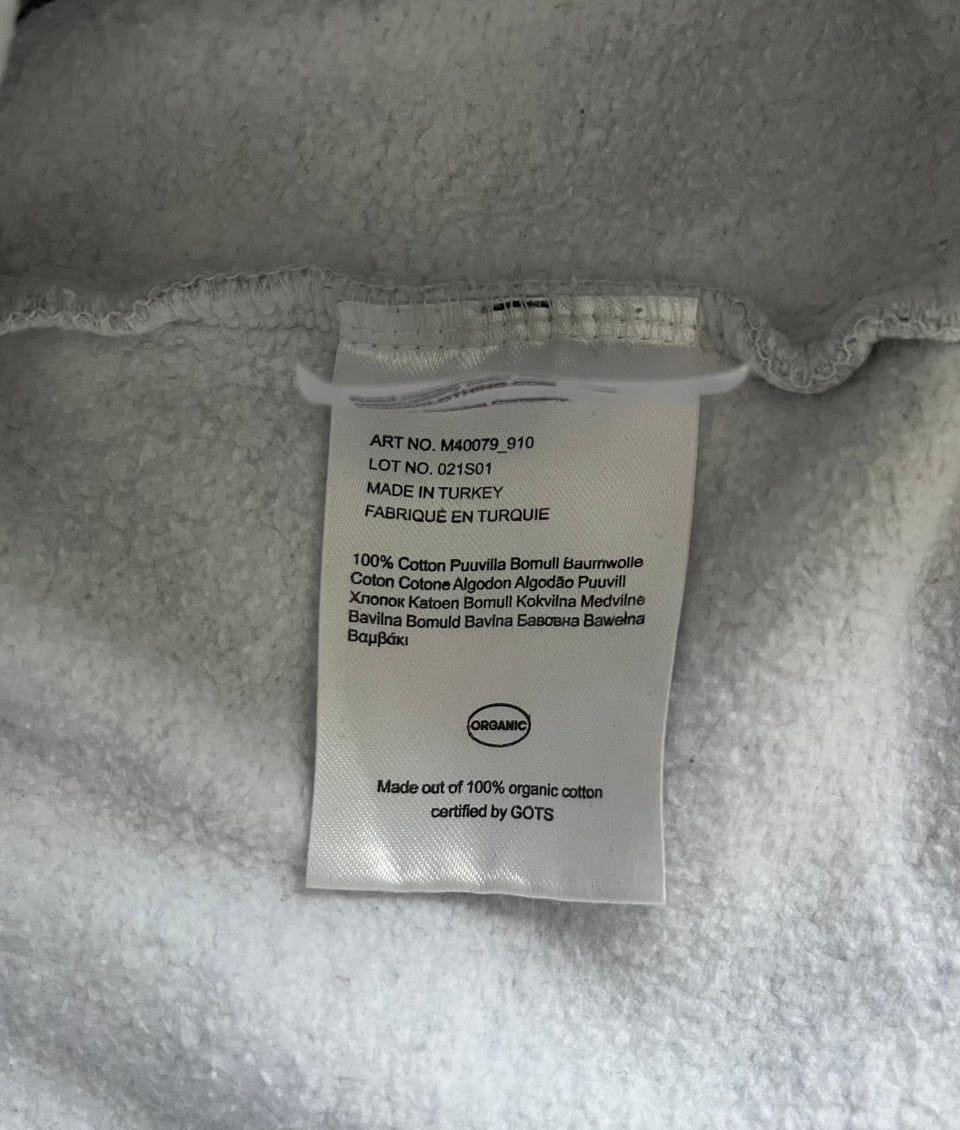 ART NO. M40079_910
LOT NO. 021S01
MADE IN TURKEY
FABRIQUÉ EN TURQUIE
100% Cotton Puuvilla Bomull Baumwolle
Coton Cotone Algodon Algodão Puuvill
Хлопок Katoen Bomull Kokvilna Medvilnė
Bavilna Bomuld Bavlna Бавовна Bawełna
Βαμβάκι
ORGANIC
Made out of 100% organic cotton
certified by GOTS